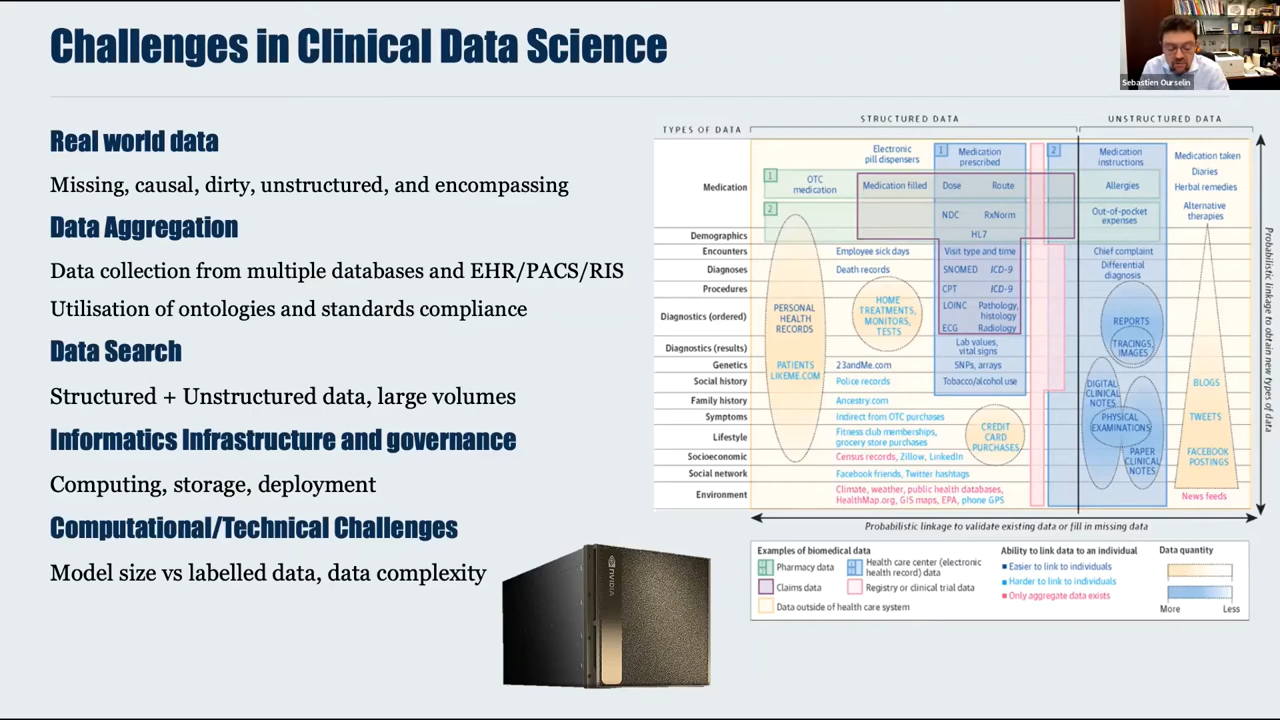 Challenges in Clinical Data Science
Sebastien Ourselin
Real world data
Missing, causal, dirty, unstructured, and encompassing
Data Aggregation
Data collection from multiple databases and EHR/PACS/RIS
Utilisation of ontologies and standards compliance
Data Search
Structured + Unstructured data, large volumes
Informatics Infrastructure and governance
Computing, storage, deployment
Computational/Technical Challenges
Model size vs labelled data, data complexity
NVIDIA
STRUCTURED DATA
UNSTRUCTURED DATA
TYPES OF DATA
Medication
Demographics
Encounters
Diagnoses
Procedures
Diagnostics (ordered)
Diagnostics (results)
Genetics
Social history
Family history
Symptoms
Lifestyle
Socioeconomic
Social network
Environment
1
OTC
medication
2
PERSONAL
HEALTH
RECORDS
PATIENTS
LIKEME.COM
Electronic
pill dispensers
Medication filled
Employee sick days
Death records
HOME
TREATMENTS,
MONITORS,
TESTS
23andMe.com
Police records
Ancestry.com
Indirect from OTC purchases
Fitness club memberships,
grocery store purchases
Census records, Zillow, LinkedIn
Facebook friends, Twitter hashtags
Climate, weather, public health databases,
HealthMap.org, GIS maps, EPA, phone GPS
CREDIT
CARD
PURCHASES
1
Medication
prescribed
Dose Route
NDC RxNorm
HL7
Visit type and time
SNOMED ICD-9
CPT ICD-9
LOINC Pathology,
histology
ECG Radiology
Lab values,
vital signs
SNPs, arrays
Tobacco/alcohol use
2
Medication
instructions
Allergies
Out-of-pocket
expenses
Chief complaint
Differential
diagnosis
REPORTS
TRACINGS,
IMAGES
DIGITAL
CLINICAL
NOTES
PHYSICAL
EXAMINATIONS
PAPER
CLINICAL
NOTES
Medication taken
Diaries
Herbal remedies
Alternative
therapies
BLOGS
TWEETS
FACEBOOK
POSTINGS
News feeds
Probabilistic linkage to obtain new types of data
Probabilistic linkage to validate existing data or fill in missing data
Examples of biomedical data
Pharmacy data
Claims data
Data outside of health care system
Health care center (electronic
health record) data
Registry or clinical trial data
Ability to link data to an individual
Easier to link to individuals
Harder to link to individuals
Only aggregate data exists
Data quantity
More Less